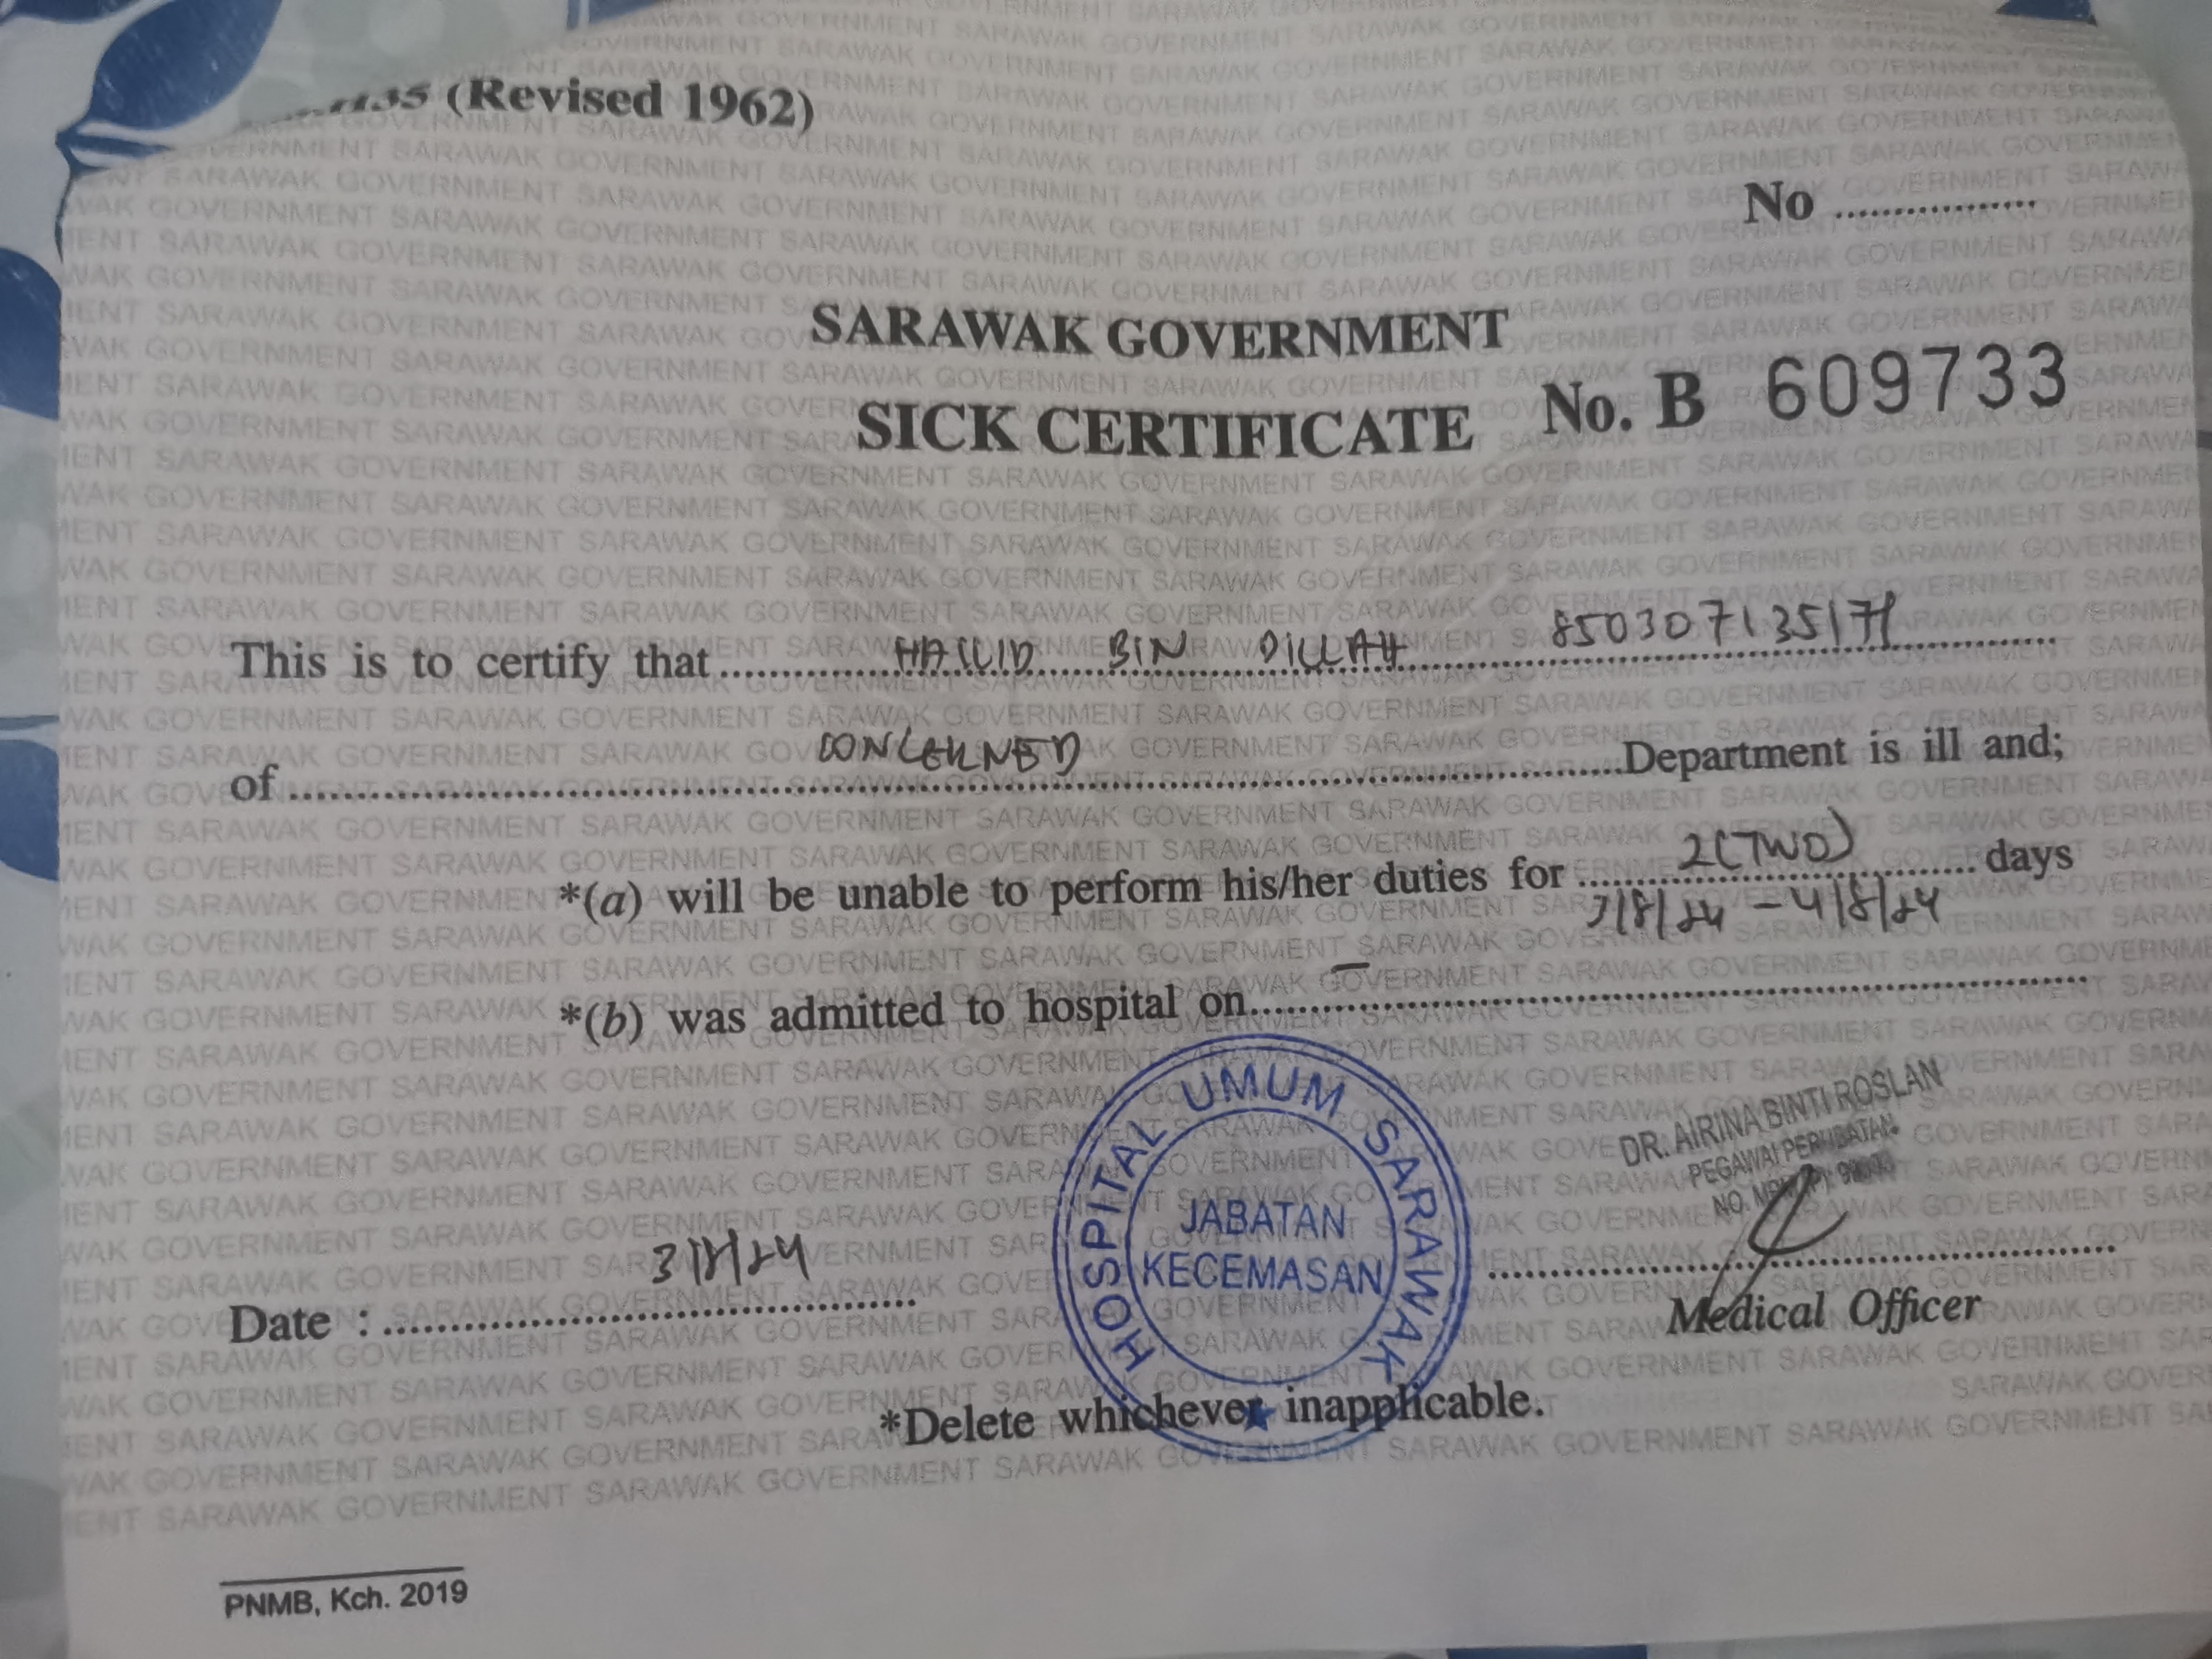 1135 (Revised 1962)
No ..................
SARAWAK GOVERNMENT
SICK CERTIFICATE No. B 609733
This is to certify that HALLID BIN DILLAH 850307135171
of CONCERNED Department is ill and;
*(a) will be unable to perform his/her duties for 2(TWO) days
3/8/24 - 4/8/24
*(b) was admitted to hospital on –
HOSPITAL UMUM SARAWAK
JABATAN
KECEMASAN
DR. AIRINA BINTI ROSLAN
PEGAWAI PERUBATAN
NO.
Date : 3/8/24
Medical Officer
*Delete whichever inapplicable.
PNMB, Kch. 2019